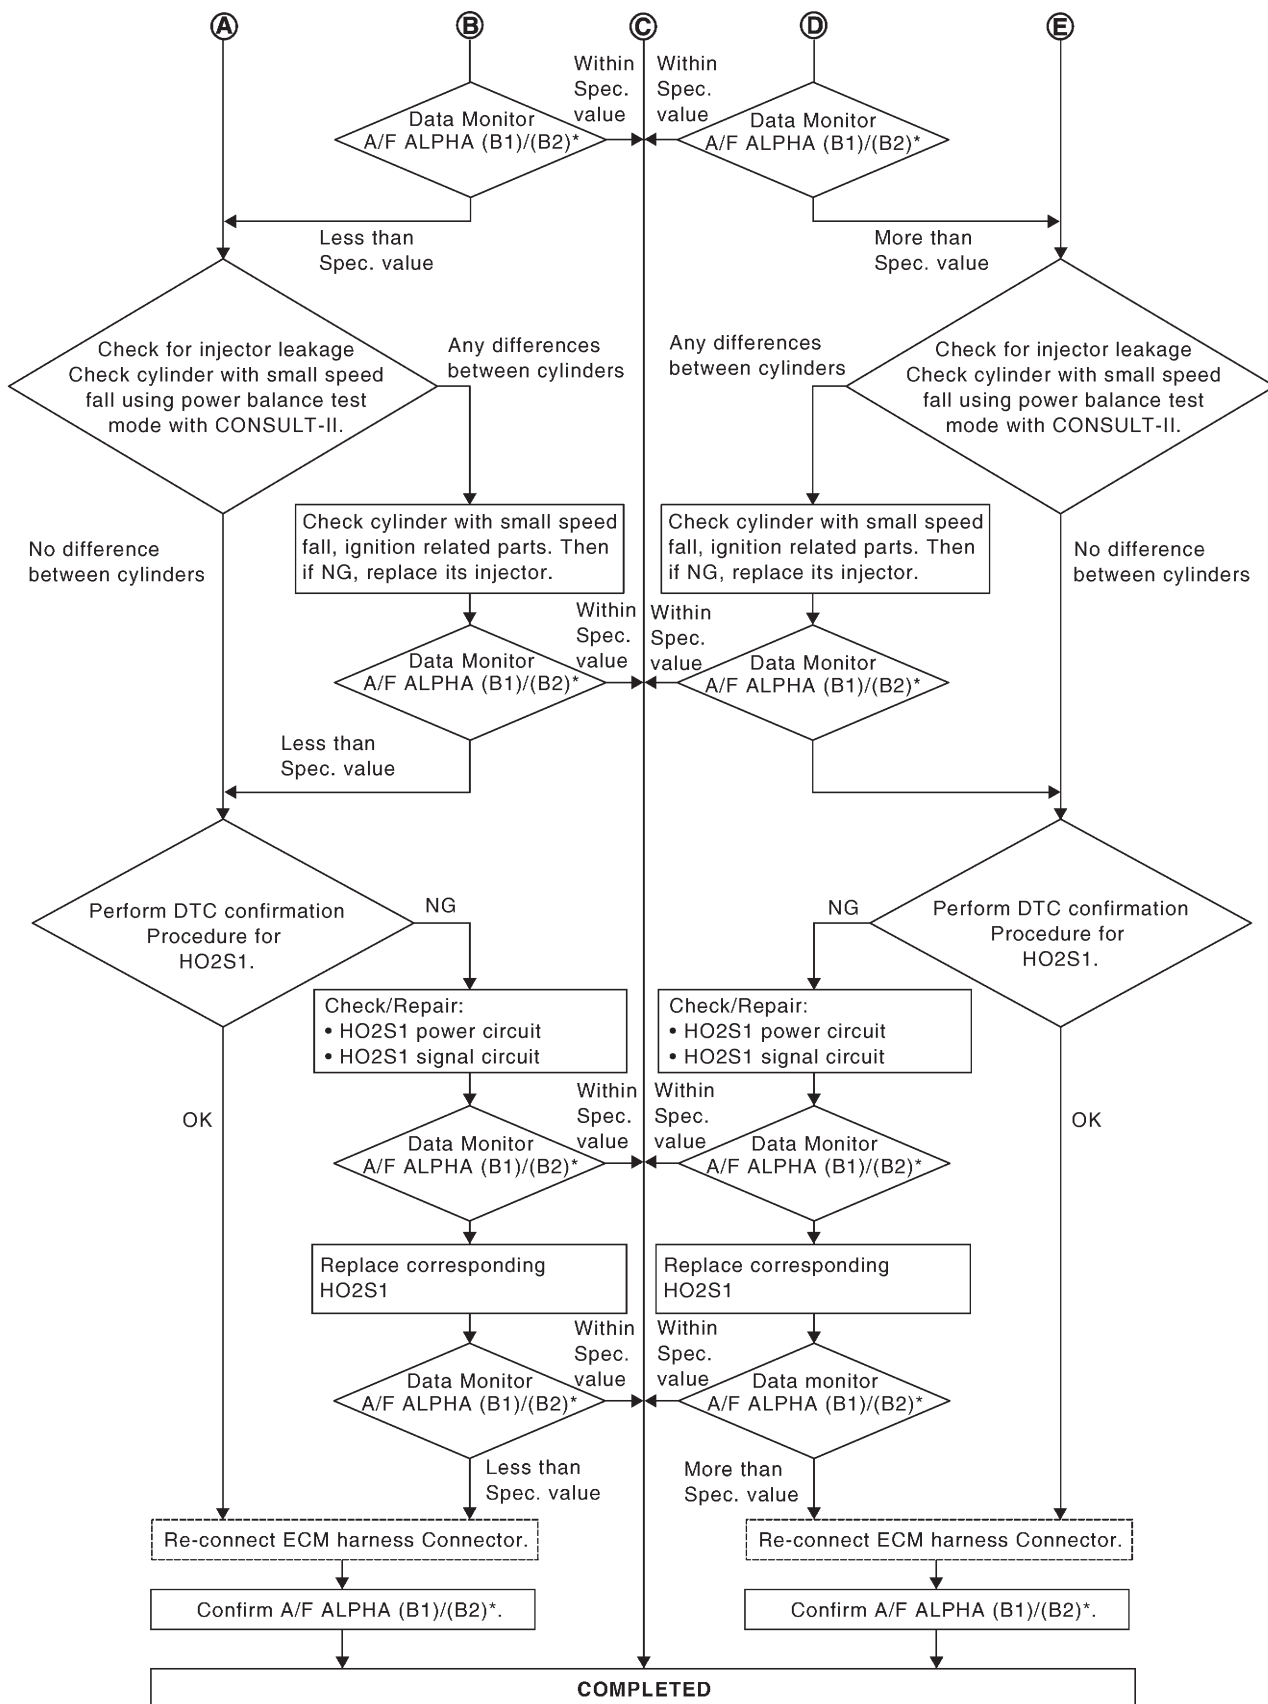 A
B
C
D
E
Within
Spec.
value
Within
Spec.
value
Data Monitor
A/F ALPHA (B1)/(B2)*
Data Monitor
A/F ALPHA (B1)/(B2)*
Less than
Spec. value
More than
Spec. value
Check for injector leakage
Check cylinder with small speed
fall using power balance test
mode with CONSULT-II.
Any differences
between cylinders
Any differences
between cylinders
Check for injector leakage
Check cylinder with small speed
fall using power balance test
mode with CONSULT-II.
No difference
between cylinders
Check cylinder with small speed
fall, ignition related parts. Then
if NG, replace its injector.
Check cylinder with small speed
fall, ignition related parts. Then
if NG, replace its injector.
No difference
between cylinders
Within
Spec.
value
Within
Spec.
value
Data Monitor
A/F ALPHA (B1)/(B2)*
Data Monitor
A/F ALPHA (B1)/(B2)*
Less than
Spec. value
Perform DTC confirmation
Procedure for
HO2S1.
NG
NG
Perform DTC confirmation
Procedure for
HO2S1.
Check/Repair:
• HO2S1 power circuit
• HO2S1 signal circuit
Check/Repair:
• HO2S1 power circuit
• HO2S1 signal circuit
OK
Within
Spec.
value
Within
Spec.
value
OK
Data Monitor
A/F ALPHA (B1)/(B2)*
Data Monitor
A/F ALPHA (B1)/(B2)*
Replace corresponding
HO2S1
Replace corresponding
HO2S1
Within
Spec.
value
Within
Spec.
value
Data Monitor
A/F ALPHA (B1)/(B2)*
Data monitor
A/F ALPHA (B1)/(B2)*
Less than
Spec. value
More than
Spec. value
Re-connect ECM harness Connector.
Re-connect ECM harness Connector.
Confirm A/F ALPHA (B1)/(B2)*.
Confirm A/F ALPHA (B1)/(B2)*.
COMPLETED